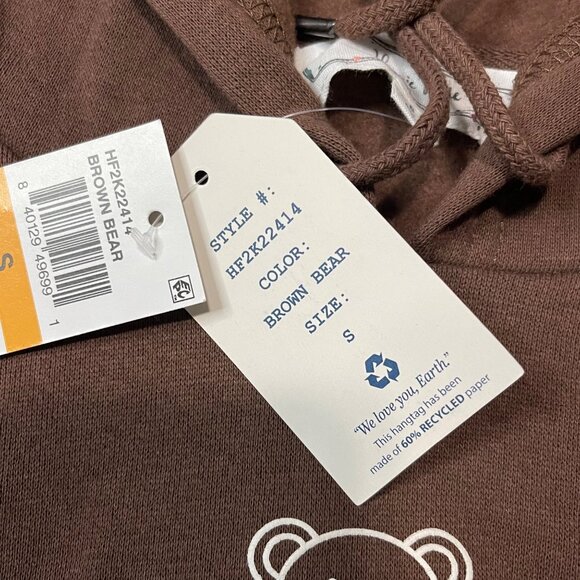 HF2K22414
BROWN BEAR
8 40129 49699 1
S
STYLE #:
HF2K22414
COLOR:
BROWN BEAR
SIZE:
S
"We love you, Earth."
This hangtag has been
made of 60% RECYCLED paper